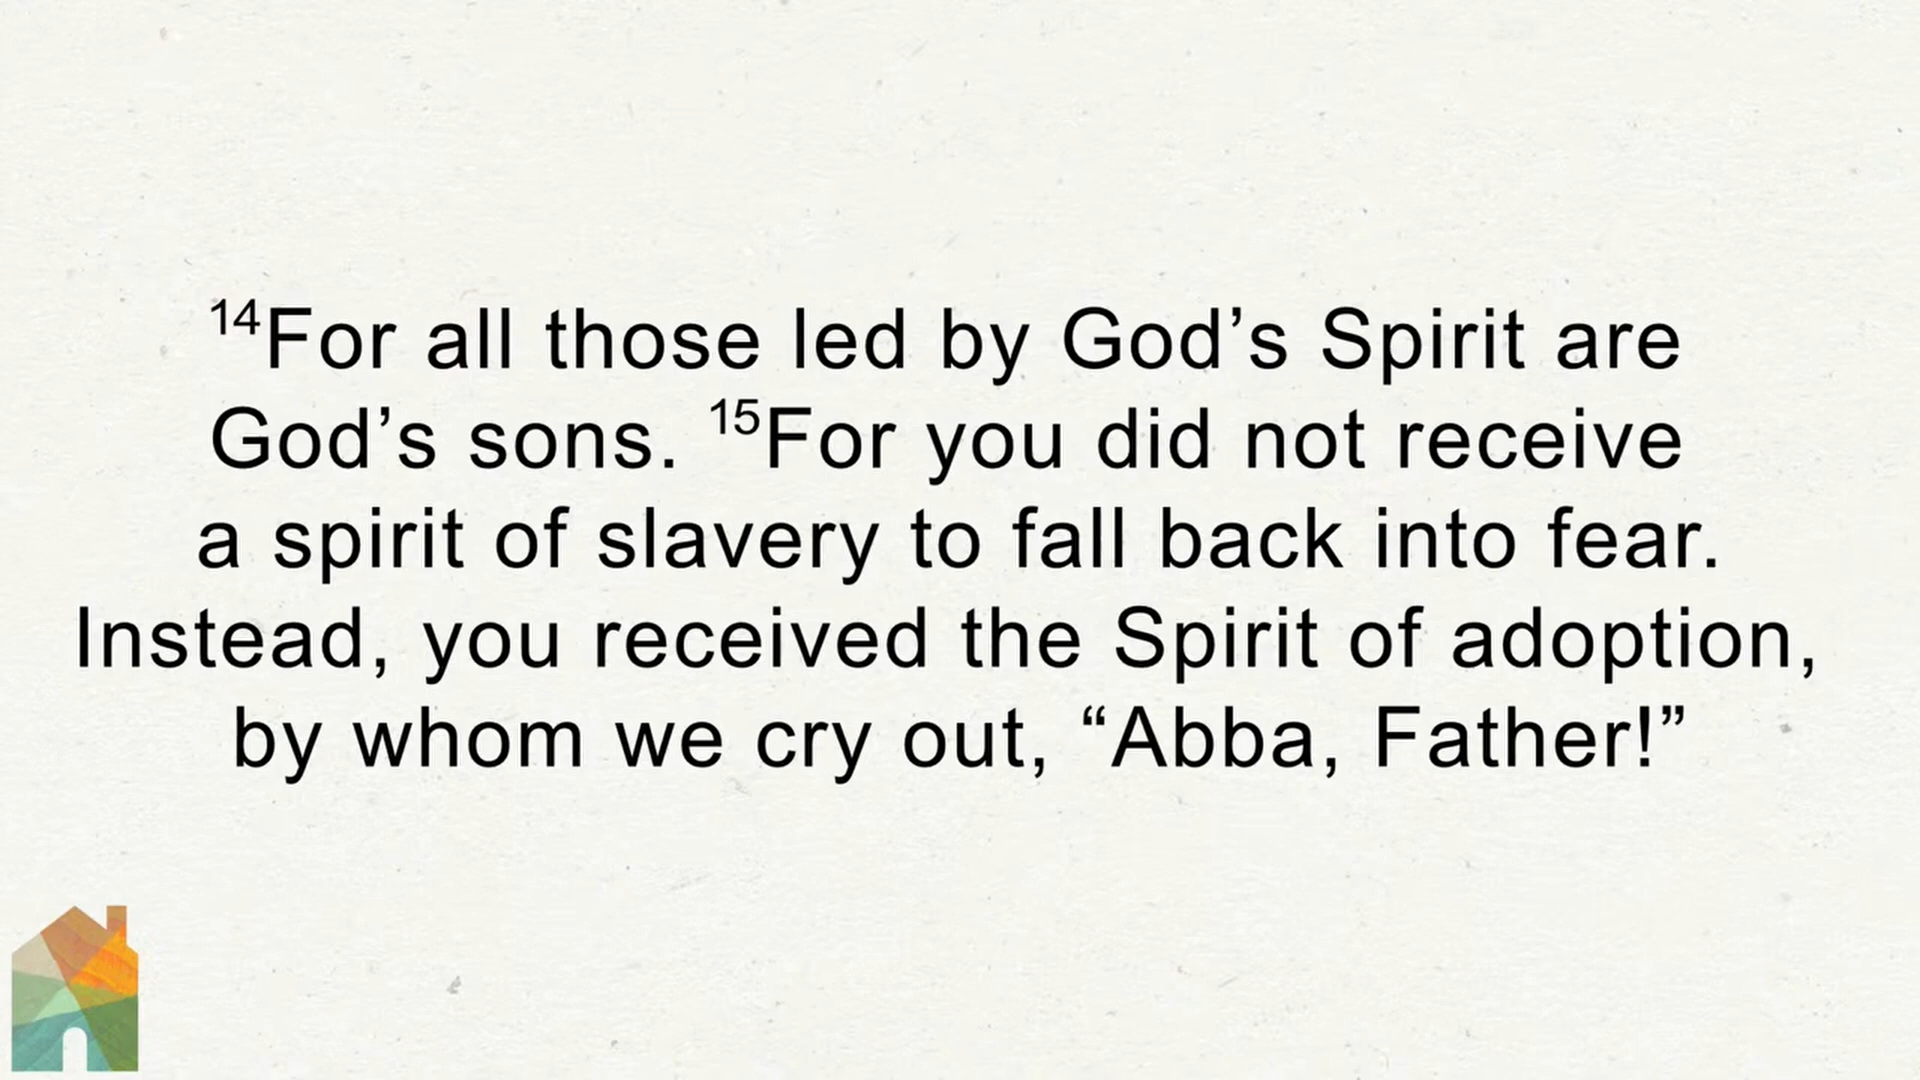 ¹⁴For all those led by God’s Spirit are
God’s sons. ¹⁵For you did not receive
a spirit of slavery to fall back into fear.
Instead, you received the Spirit of adoption,
by whom we cry out, “Abba, Father!”